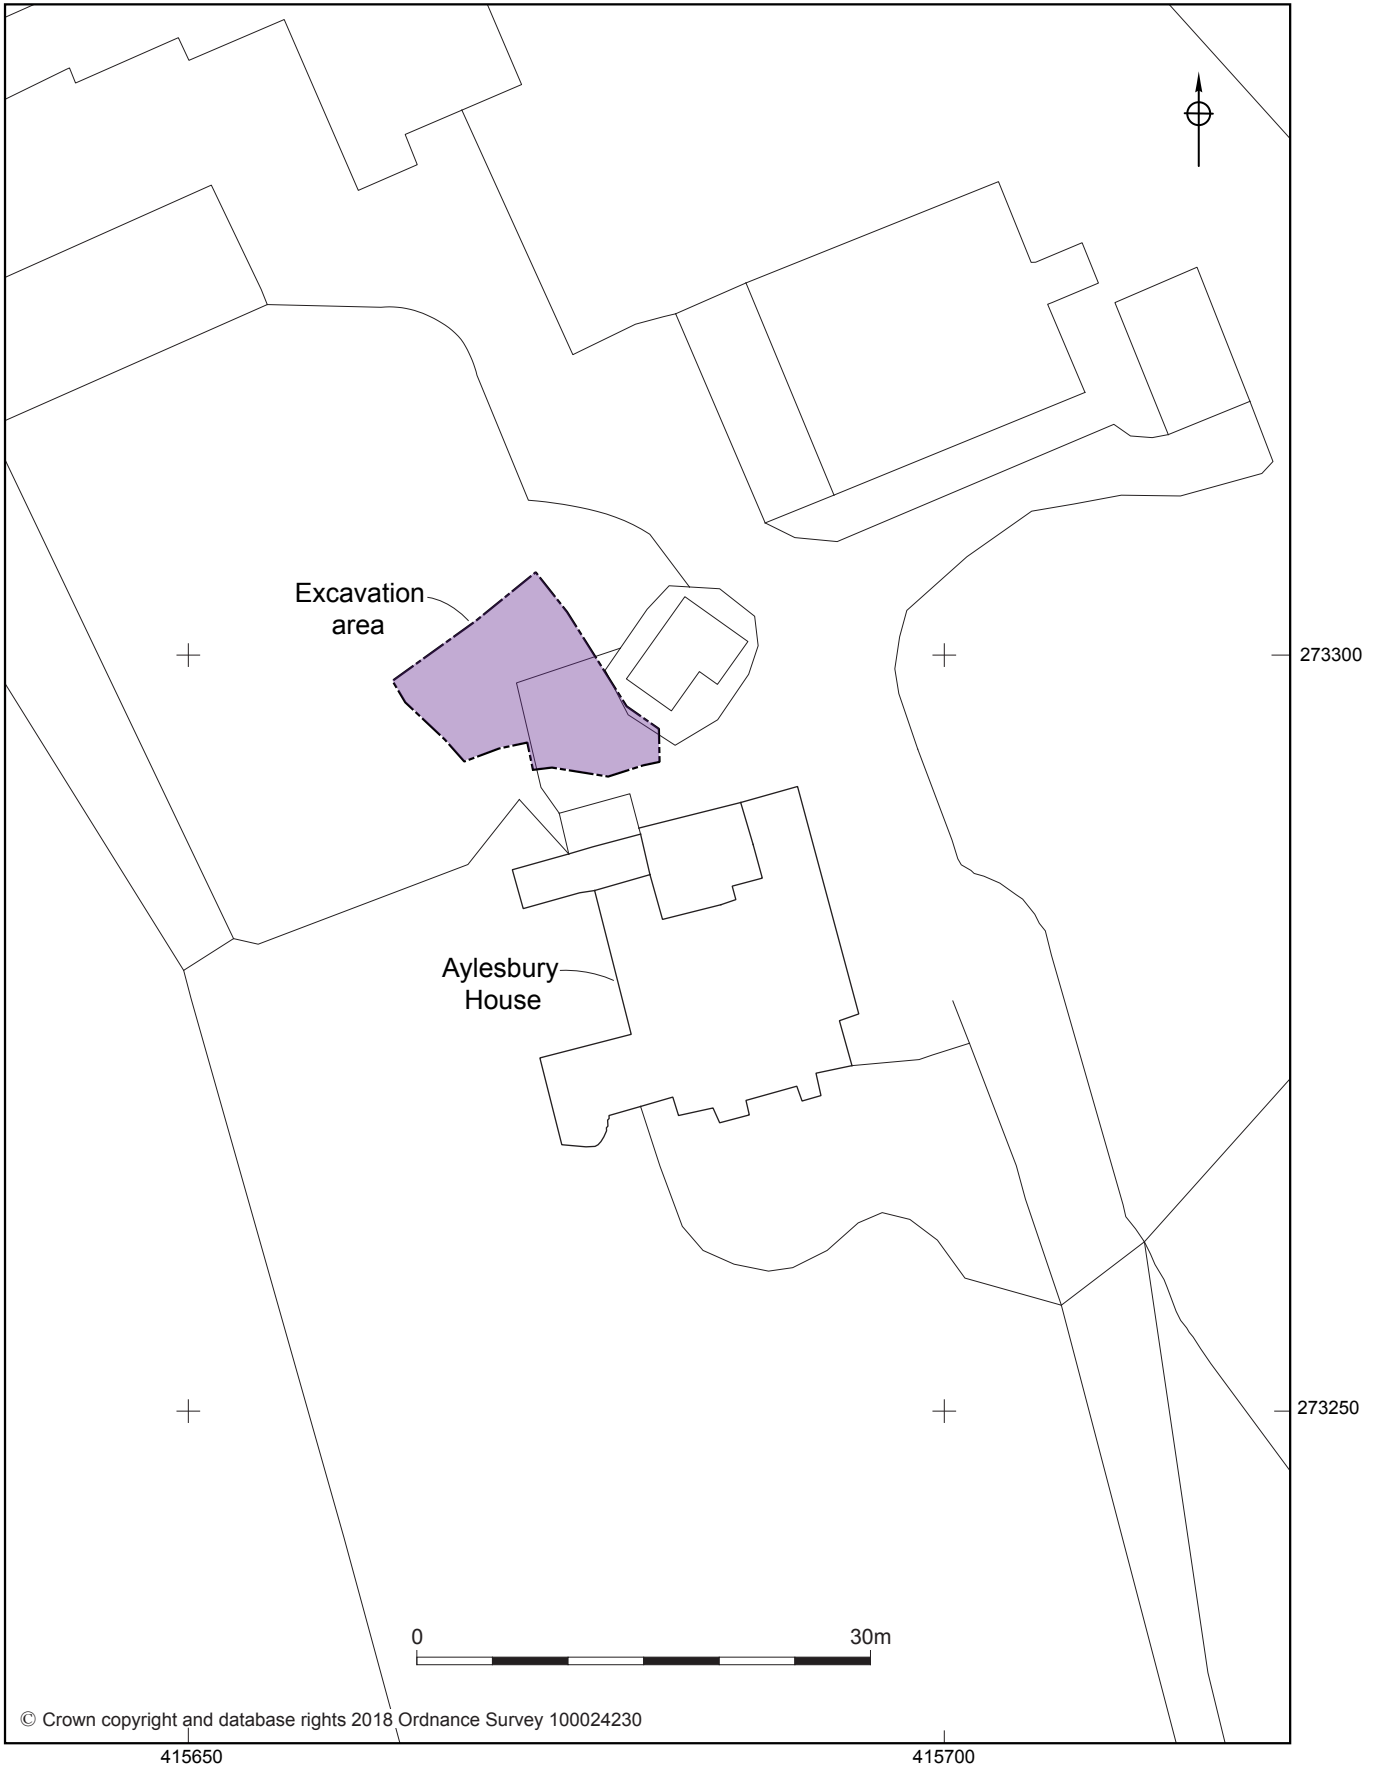 Excavation
area
273300
Aylesbury
House
273250
0 30m
© Crown copyright and database rights 2018 Ordnance Survey 100024230
415650 415700